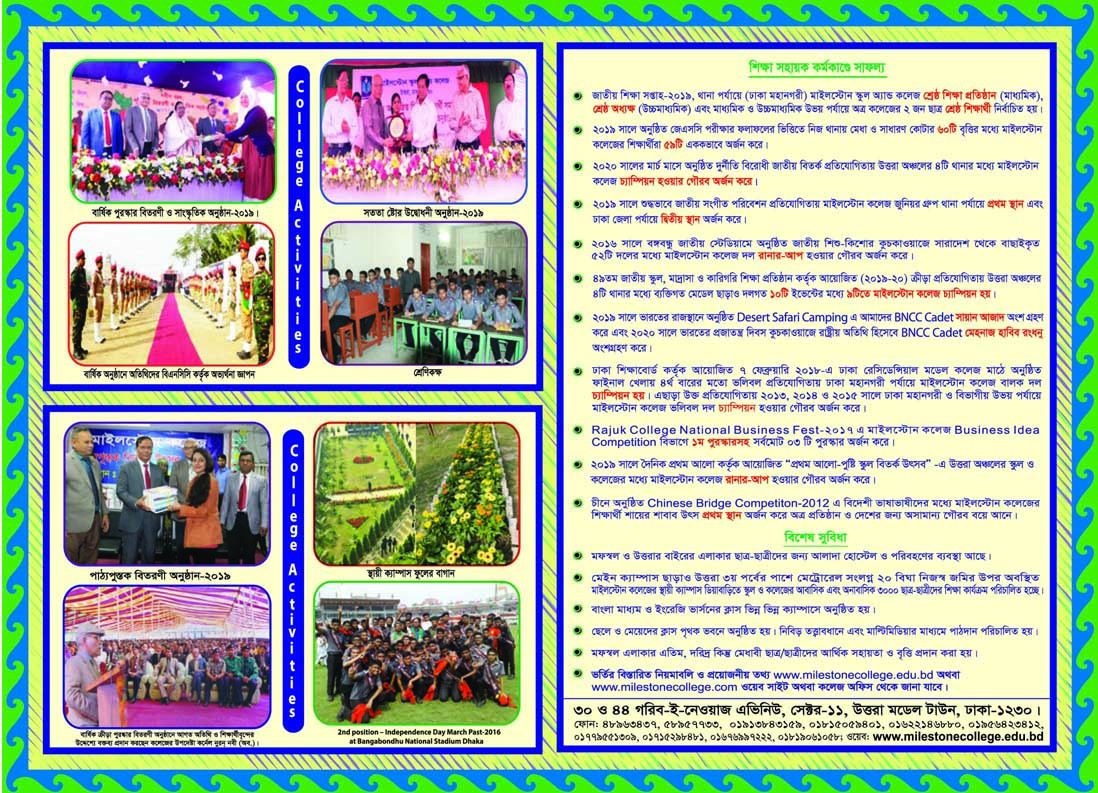 College Activities
বার্ষিক পুরস্কার বিতরণী ও সাংস্কৃতিক অনুষ্ঠান-২০১৯।
সততা ষ্টোর উদ্বোধনী অনুষ্ঠান-২০১৯
বার্ষিক অনুষ্ঠানে অতিথিদের বিএনসিসি কর্তৃক অভ্যর্থনা জ্ঞাপন
শ্রেণিকক্ষ
College Activities
পাঠ্যপুস্তক বিতরণী অনুষ্ঠান-২০১৯
স্থায়ী ক্যাম্পাস ফুলের বাগান
বার্ষিক ক্রীড়া পুরস্কার বিতরণী অনুষ্ঠানে আগত অতিথি ও শিক্ষার্থীবৃন্দের
উদ্দেশ্যে বক্তব্য প্রদান করছেন কলেজের উপদেষ্টা কর্নেল নুরন্ নবী (অব.)।
2nd position – Independence Day March Past-2016
at Bangabondhu National Stadium Dhaka
শিক্ষা সহায়ক কর্মকাণ্ডে সাফল্য
জাতীয় শিক্ষা সপ্তাহ-২০১৯, থানা পর্যায়ে (ঢাকা মহানগরী) মাইলস্টোন স্কুল অ্যান্ড কলেজ শ্রেষ্ঠ শিক্ষা প্রতিষ্ঠান (মাধ্যমিক),
শ্রেষ্ঠ অধ্যক্ষ (উচ্চমাধ্যমিক) এবং মাধ্যমিক ও উচ্চমাধ্যমিক উভয় পর্যায়ে অত্র কলেজের ২ জন ছাত্র শ্রেষ্ঠ শিক্ষার্থী নির্বাচিত হয়।
২০১৯ সালে অনুষ্ঠিত জেএসসি পরীক্ষার ফলাফলের ভিত্তিতে নিজ থানায় মেধা ও সাধারণ কোটার ৬০টি বৃত্তির মধ্যে মাইলস্টোন
কলেজের শিক্ষার্থীরা ৫৯টি এককভাবে অর্জন করে।
২০২০ সালের মার্চ মাসে অনুষ্ঠিত দুর্নীতি বিরোধী জাতীয় বিতর্ক প্রতিযোগিতায় উত্তরা অঞ্চলের ৪টি থানার মধ্যে মাইলস্টোন
কলেজ চ্যাম্পিয়ন হওয়ার গৌরব অর্জন করে।
২০১৯ সালে শুদ্ধভাবে জাতীয় সংগীত পরিবেশন প্রতিযোগিতায় মাইলস্টোন কলেজ জুনিয়র গ্রুপ থানা পর্যায়ে প্রথম স্থান এবং
ঢাকা জেলা পর্যায়ে দ্বিতীয় স্থান অর্জন করে।
২০১৬ সালে বঙ্গবন্ধু জাতীয় স্টেডিয়ামে অনুষ্ঠিত জাতীয় শিশু-কিশোর কুচকাওয়াজে সারাদেশ থেকে বাছাইকৃত
৫২টি দলের মধ্যে মাইলস্টোন কলেজ দল রানার-আপ হওয়ার গৌরব অর্জন করে।
৪৯তম জাতীয় স্কুল, মাদ্রাসা ও কারিগরি শিক্ষা প্রতিষ্ঠান কর্তৃক আয়োজিত (২০১৯-২০) ক্রীড়া প্রতিযোগিতায় উত্তরা অঞ্চলের
৪টি থানার মধ্যে ব্যক্তিগত মেডেল ছাড়াও দলগত ১০টি ইভেন্টের মধ্যে ৯টিতে মাইলস্টোন কলেজ চ্যাম্পিয়ন হয়।
২০১৯ সালে ভারতের রাজস্থানে অনুষ্ঠিত Desert Safari Camping এ আমাদের BNCC Cadet সায়ান আজাদ অংশ গ্রহণ
করে এবং ২০২০ সালে ভারতের প্রজাতন্ত্র দিবস কুচকাওয়াজে রাষ্ট্রীয় অতিথি হিসেবে BNCC Cadet মেহনাজ হাবিব রংধনু
অংশগ্রহণ করে।
ঢাকা শিক্ষাবোর্ড কর্তৃক আয়োজিত ৭ ফেব্রুয়ারি ২০১৮-এ ঢাকা রেসিডেন্সিয়াল মডেল কলেজ মাঠে অনুষ্ঠিত
ফাইনাল খেলায় ৪র্থ বারের মতো ভলিবল প্রতিযোগিতায় ঢাকা মহানগরী পর্যায়ে মাইলস্টোন কলেজ বালক দল
চ্যাম্পিয়ন হয়। এছাড়া উক্ত প্রতিযোগিতায় ২০১৩, ২০১৪ ও ২০১৫ সালে ঢাকা মহানগরী ও বিভাগীয় উভয় পর্যায়ে
মাইলস্টোন কলেজ ভলিবল দল চ্যাম্পিয়ন হওয়ার গৌরব অর্জন করে।
Rajuk College National Business Fest-২০১৭ এ মাইলস্টোন কলেজ Business Idea
Competition বিভাগে ১ম পুরস্কারসহ সর্বমোট ০৩ টি পুরস্কার অর্জন করে।
২০১৯ সালে দৈনিক প্রথম আলো কর্তৃক আয়োজিত “প্রথম আলো-পুষ্টি স্কুল বিতর্ক উৎসব” -এ উত্তরা অঞ্চলের স্কুল ও
কলেজের মধ্যে মাইলস্টোন কলেজ রানার-আপ হওয়ার গৌরব অর্জন করে।
চীনে অনুষ্ঠিত Chinese Bridge Competiton-2012 এ বিদেশী ভাষাভাষীদের মধ্যে মাইলস্টোন কলেজের
শিক্ষার্থী শায়ের শাবাব উৎস প্রথম স্থান অর্জন করে অত্র প্রতিষ্ঠান ও দেশের জন্য অসামান্য গৌরব বয়ে আনে।
বিশেষ সুবিধা
মফস্বল ও উত্তরার বাইরের এলাকার ছাত্র-ছাত্রীদের জন্য আলাদা হোস্টেল ও পরিবহণের ব্যবস্থা আছে।
মেইন ক্যাম্পাস ছাড়াও উত্তরা ৩য় পর্বের পাশে মেট্রোরেল সংলগ্ন ২০ বিঘা নিজস্ব জমির উপর অবস্থিত
মাইলস্টোন কলেজের স্থায়ী ক্যাম্পাস ডিয়াবাড়িতে স্কুল ও কলেজের আবাসিক এবং অনাবাসিক ৩০০০ ছাত্র-ছাত্রীদের শিক্ষা কার্যক্রম পরিচালিত হচ্ছে।
বাংলা মাধ্যম ও ইংরেজি ভার্সনের ক্লাস ভিন্ন ভিন্ন ক্যাম্পাসে অনুষ্ঠিত হয়।
ছেলে ও মেয়েদের ক্লাস পৃথক ভবনে অনুষ্ঠিত হয়। নিবিড় তত্ত্বাবধানে এবং মাল্টিমিডিয়ার মাধ্যমে পাঠদান পরিচালিত হয়।
মফস্বল এলাকার এতিম, দরিদ্র কিন্তু মেধাবী ছাত্র/ছাত্রীদের আর্থিক সহায়তা ও বৃত্তি প্রদান করা হয়।
ভর্তির বিস্তারিত নিয়মাবলি ও প্রয়োজনীয় তথ্য www.milestonecollege.edu.bd অথবা
www.milestonecollege.com ওয়েব সাইট অথবা কলেজ অফিস থেকে জানা যাবে।
৩০ ও ৪৪ গরিব-ই-নেওয়াজ এভিনিউ, সেক্টর-১১, উত্তরা মডেল টাউন, ঢাকা-১২৩০।
ফোন: ৪৮৯৬৩৪৩৭, ৫৮৯৫৭৭৩৩, ০১৯১৩৮৪৩১৫৯, ০১৮১৫০৫৯৪০১, ০১৬২২১৪৬৮৮০, ০১৯৫৬৪২৩৪১২,
০১৭৭৯৫৫১৩০৯, ০১৭১৫২৯৮৪৮১, ০১৬৭৬৯৯৭২২২, ০১৮১৯০৬১০৫৮; ওয়েব: www.milestonecollege.edu.bd